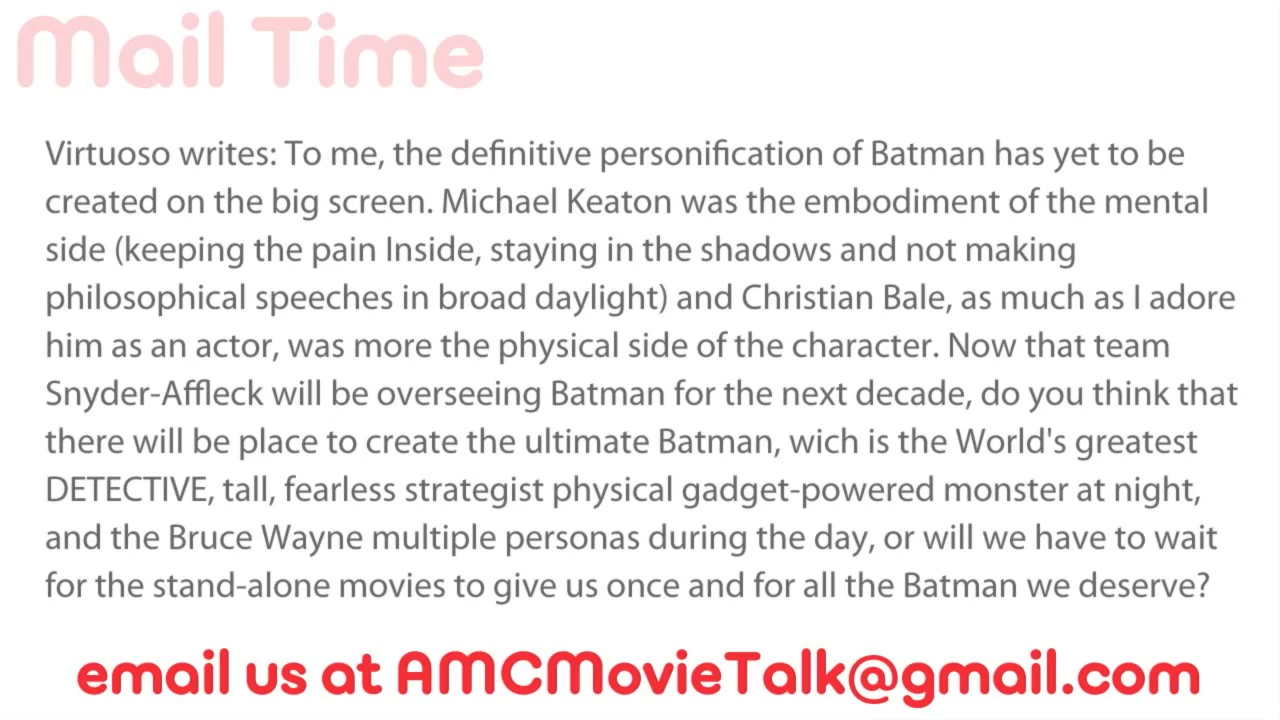 Mail Time
Virtuoso writes: To me, the definitive personification of Batman has yet to be
created on the big screen. Michael Keaton was the embodiment of the mental
side (keeping the pain Inside, staying in the shadows and not making
philosophical speeches in broad daylight) and Christian Bale, as much as I adore
him as an actor, was more the physical side of the character. Now that team
Snyder-Affleck will be overseeing Batman for the next decade, do you think that
there will be place to create the ultimate Batman, wich is the World's greatest
DETECTIVE, tall, fearless strategist physical gadget-powered monster at night,
and the Bruce Wayne multiple personas during the day, or will we have to wait
for the stand-alone movies to give us once and for all the Batman we deserve?
email us at AMCMovieTalk@gmail.com